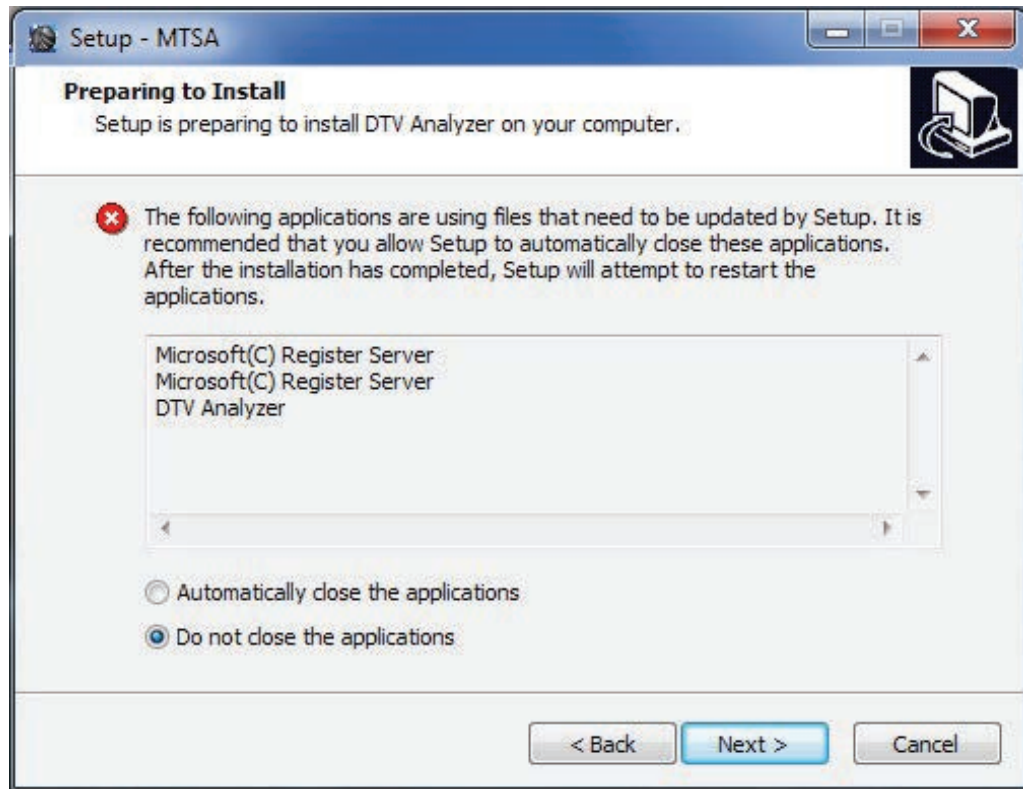 Setup - MTSA
Preparing to Install
Setup is preparing to install DTV Analyzer on your computer.
The following applications are using files that need to be updated by Setup. It is
recommended that you allow Setup to automatically close these applications.
After the installation has completed, Setup will attempt to restart the
applications.
Microsoft(C) Register Server
Microsoft(C) Register Server
DTV Analyzer
Automatically close the applications
Do not close the applications
< Back Next > Cancel